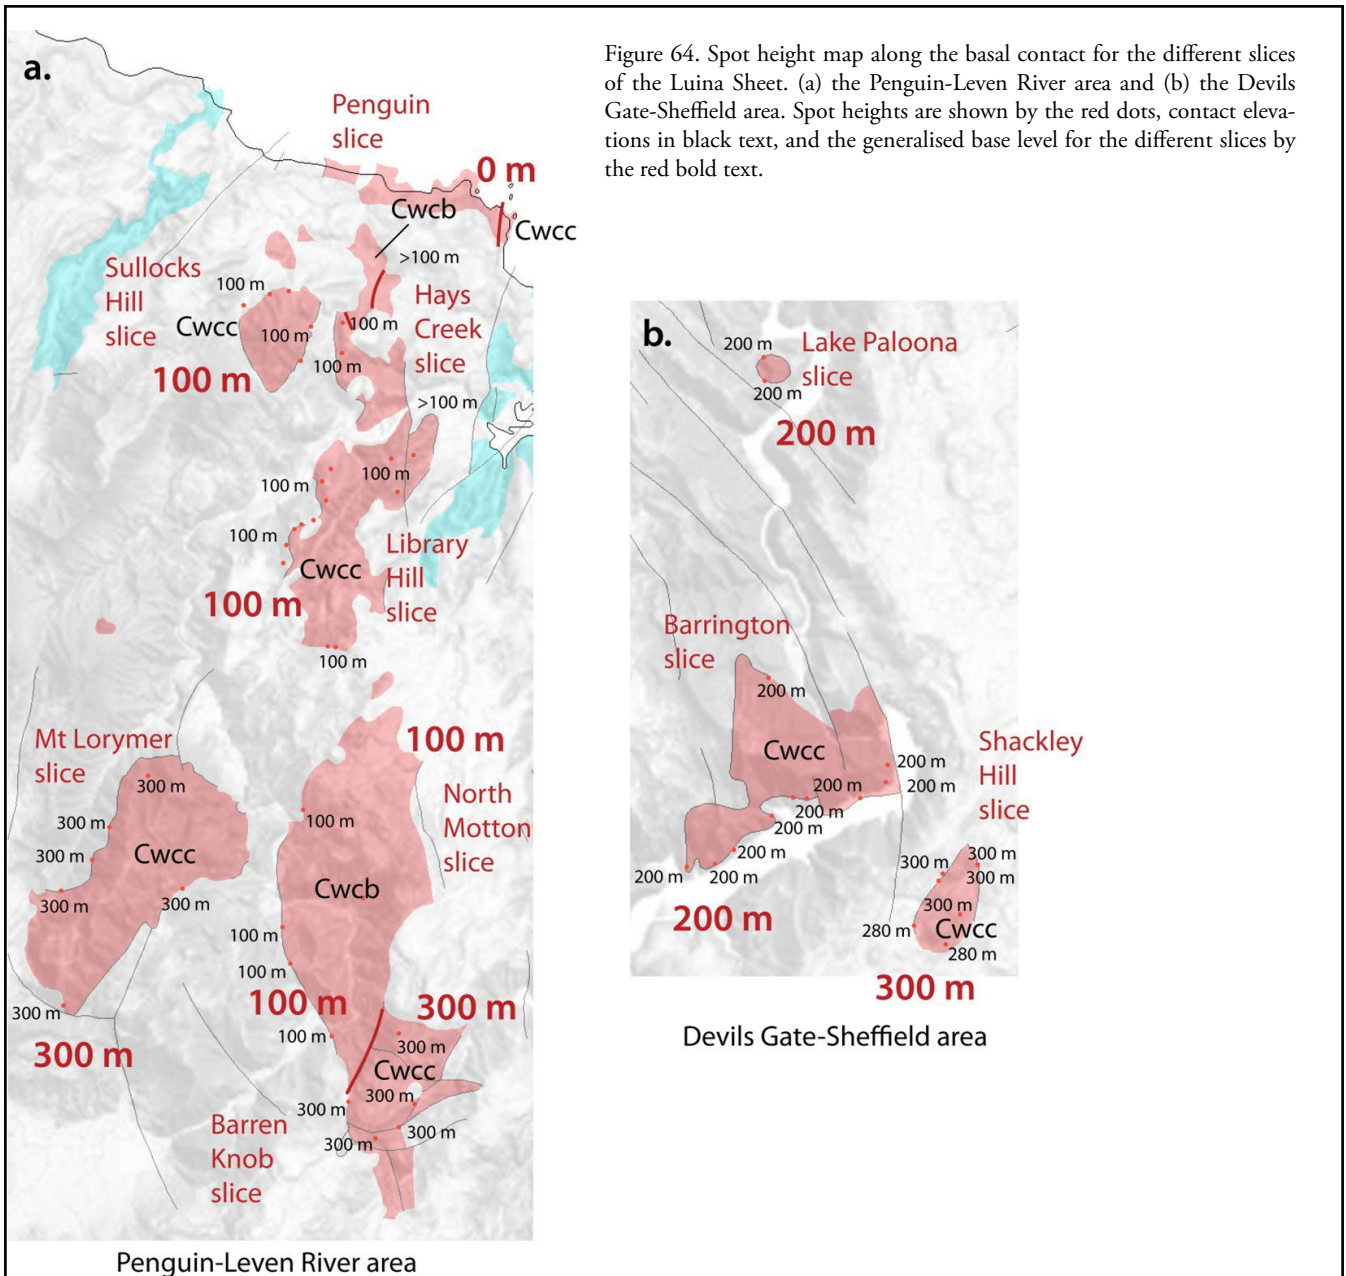 Figure 64. Spot height map along the basal contact for the different slices
of the Luina Sheet. (a) the Penguin-Leven River area and (b) the Devils
Gate-Sheffield area. Spot heights are shown by the red dots, contact eleva-
tions in black text, and the generalised base level for the different slices by
the red bold text.
a.
Penguin
slice
0 m
Cwcb
Cwcc
>100 m
Sullocks
Hill
slice
100 m
Cwcc
100 m
100 m
Hays
Creek
slice
100 m
100 m
>100 m
100 m
100 m
100 m
Library
Hill
slice
Cwcc
100 m
100 m
Mt Lorymer
slice
300 m
300 m
300 m
Cwcc
300 m
300 m
300 m
300 m
100 m
North
Motton
slice
100 m
Cwcb
100 m
100 m
100 m
100 m
300 m
300 m
Cwcc
300 m
300 m
300 m
300 m
Barren
Knob
slice
Penguin-Leven River area
b.
200 m
Lake Paloona
slice
200 m
200 m
Barrington
slice
200 m
Cwcc
200 m
200 m
200 m
200 m
200 m
200 m
200 m
200 m
200 m
Shackley
Hill
slice
300 m
300 m
300 m
300 m
Cwcc
280 m
280 m
300 m
Devils Gate-Sheffield area